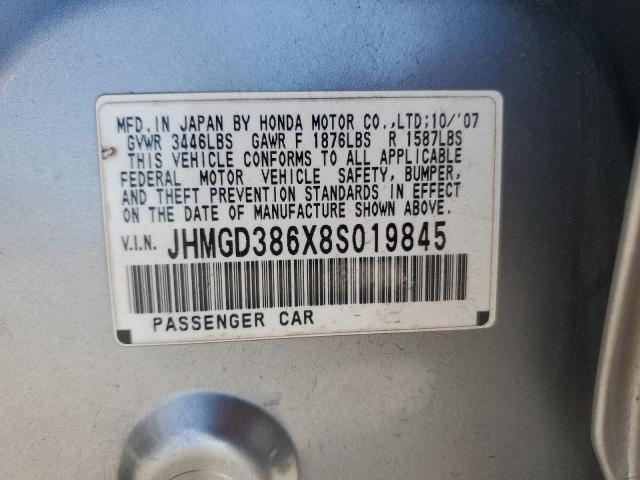 MFD. IN JAPAN BY HONDA MOTOR CO.,LTD;10/'07
GVWR 3446LBS GAWR F 1876LBS R 1587LBS
THIS VEHICLE CONFORMS TO ALL APPLICABLE
FEDERAL MOTOR VEHICLE SAFETY, BUMPER,
AND THEFT PREVENTION STANDARDS IN EFFECT
ON THE DATE OF MANUFACTURE SHOWN ABOVE.
V.I.N. JHMGD386X8S019845
PASSENGER CAR